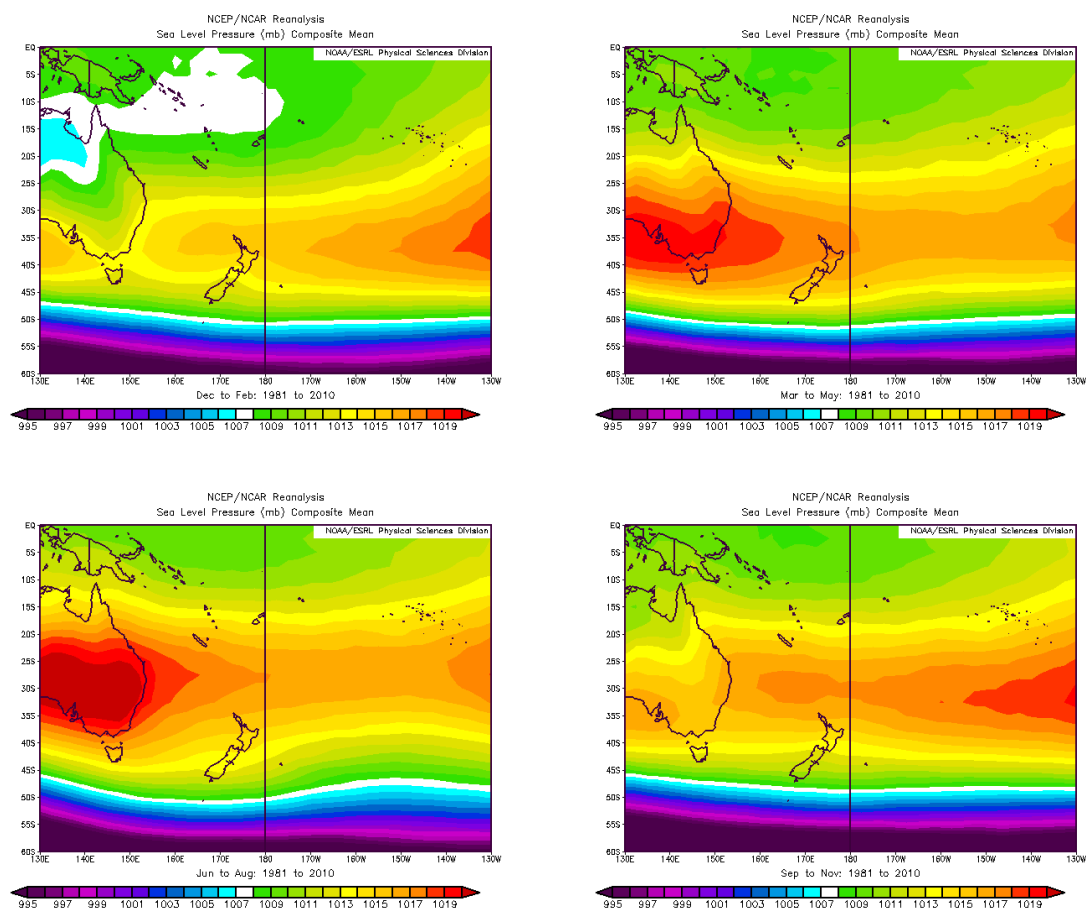 NCEP/NCAR Reanalysis
Sea Level Pressure (mb) Composite Mean
NOAA/ESRL Physical Sciences Division
EQ
5S
10S
15S
20S
25S
30S
35S
40S
45S
50S
55S
60S
130E 140E 150E 160E 170E 180 170W 160W 150W 140W 130W
Dec to Feb: 1981 to 2010
995 997 999 1001 1003 1005 1007 1009 1011 1013 1015 1017 1019
NCEP/NCAR Reanalysis
Sea Level Pressure (mb) Composite Mean
NOAA/ESRL Physical Sciences Division
EQ
5S
10S
15S
20S
25S
30S
35S
40S
45S
50S
55S
60S
130E 140E 150E 160E 170E 180 170W 160W 150W 140W 130W
Mar to May: 1981 to 2010
995 997 999 1001 1003 1005 1007 1009 1011 1013 1015 1017 1019
NCEP/NCAR Reanalysis
Sea Level Pressure (mb) Composite Mean
NOAA/ESRL Physical Sciences Division
EQ
5S
10S
15S
20S
25S
30S
35S
40S
45S
50S
55S
60S
130E 140E 150E 160E 170E 180 170W 160W 150W 140W 130W
Jun to Aug: 1981 to 2010
995 997 999 1001 1003 1005 1007 1009 1011 1013 1015 1017 1019
NCEP/NCAR Reanalysis
Sea Level Pressure (mb) Composite Mean
NOAA/ESRL Physical Sciences Division
EQ
5S
10S
15S
20S
25S
30S
35S
40S
45S
50S
55S
60S
130E 140E 150E 160E 170E 180 170W 160W 150W 140W 130W
Sep to Nov: 1981 to 2010
995 997 999 1001 1003 1005 1007 1009 1011 1013 1015 1017 1019